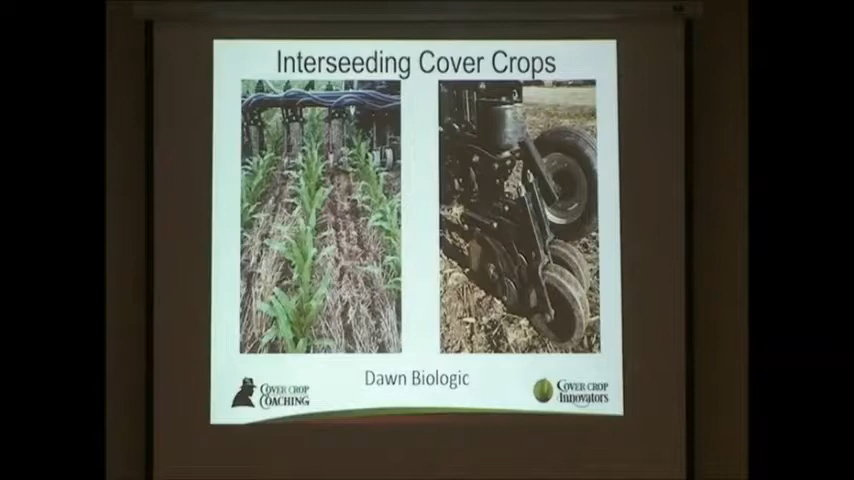 Interseeding Cover Crops
Dawn Biologic
COVER CROP
COACHING
COVER CROP
Innovators